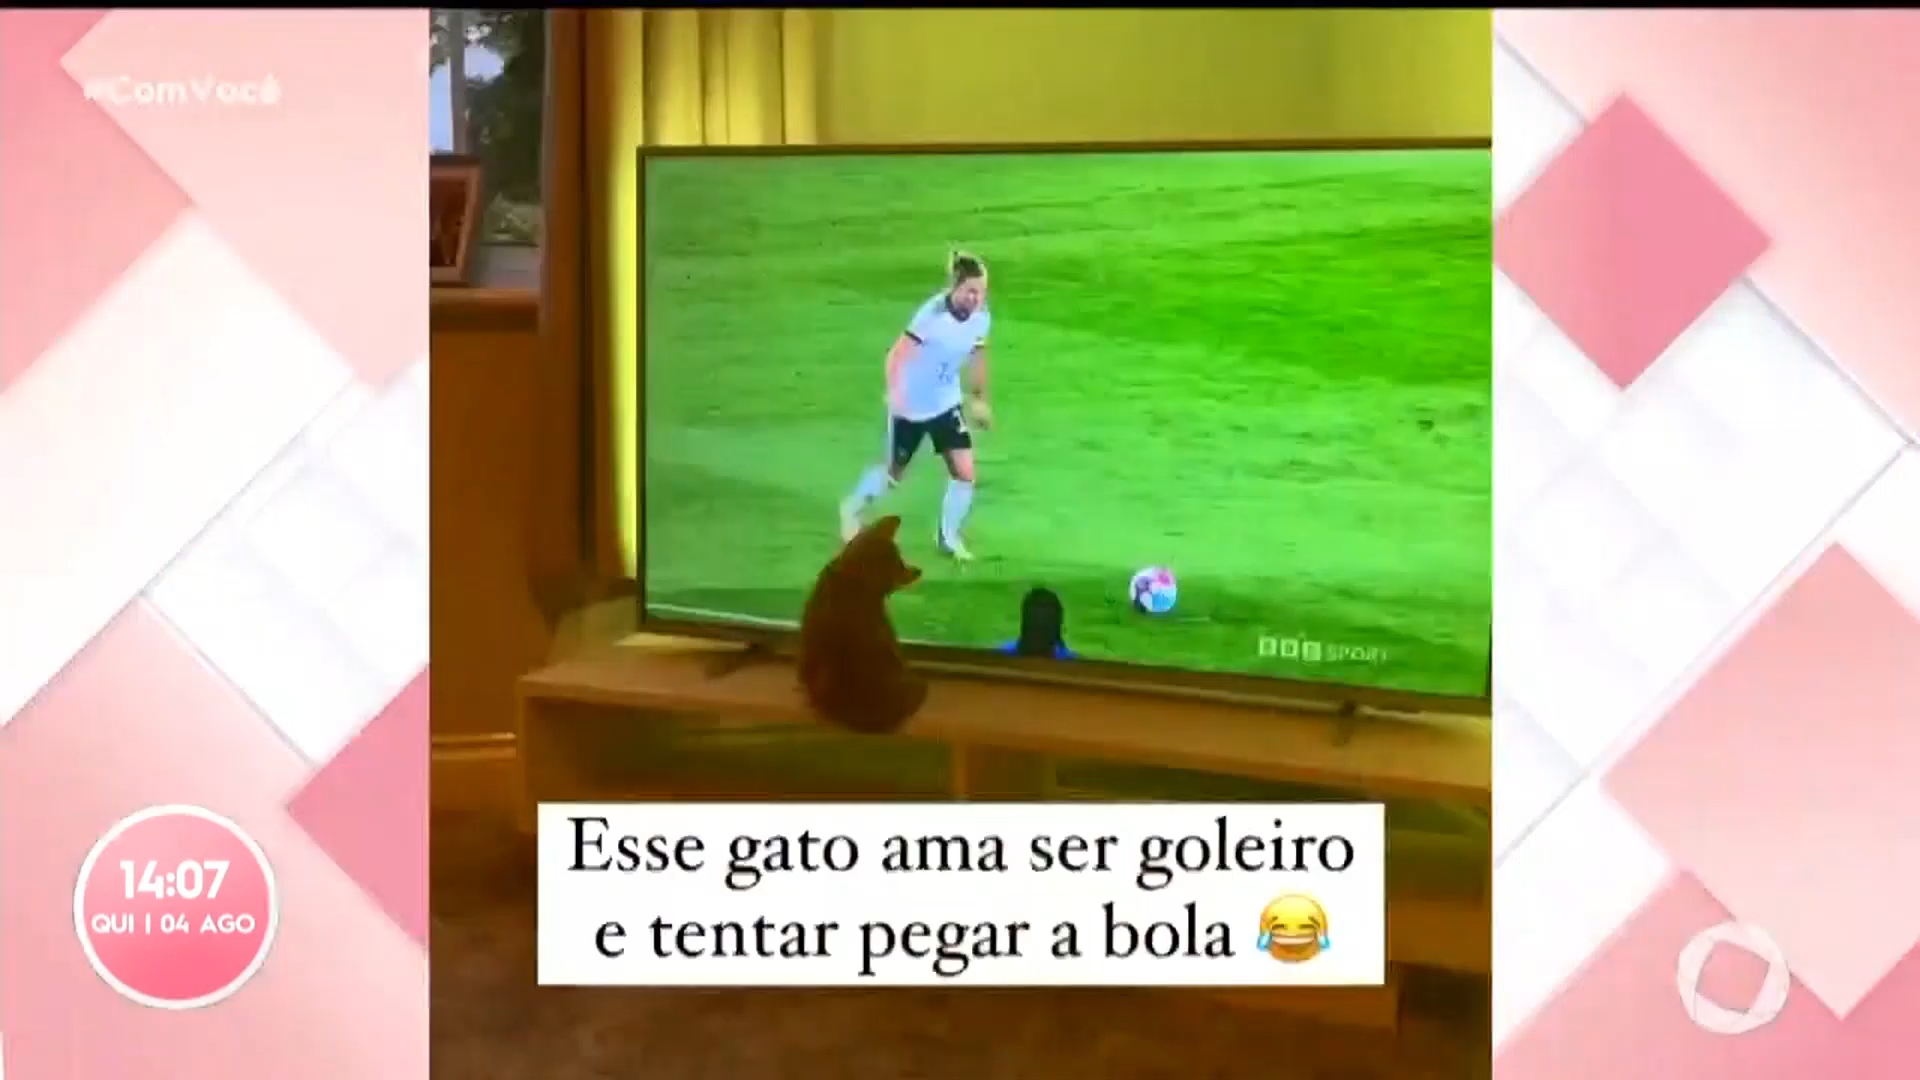 #ComVocê
BBC SPORT
Esse gato ama ser goleiro
e tentar pegar a bola 😂
14:07
QUI | 04 AGO